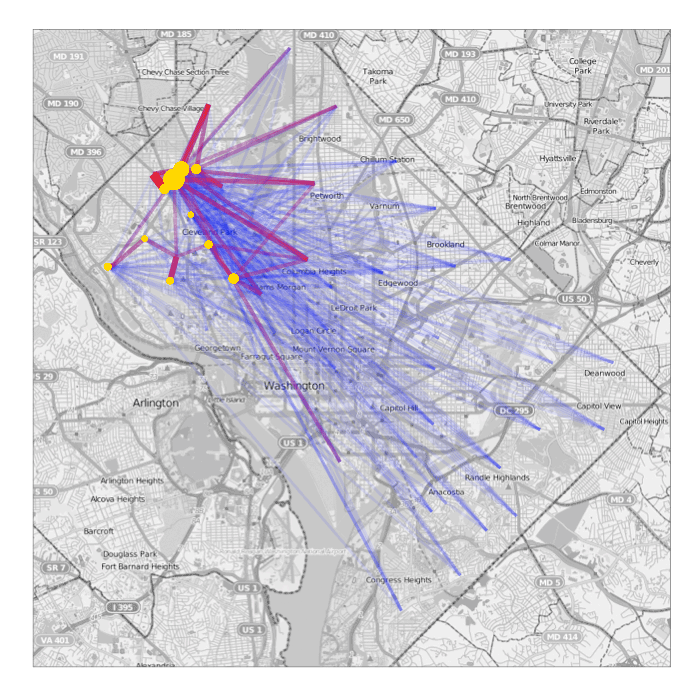 MD 185
MD 410
MD 191
MD 193
College
Park
Chevy Chase Section Three
Takoma
Park
MD 201
MD 190
Chevy Chase Village
MD 410
University Park
MD 650
Riverdale
Park
Brightwood
MD 396
Chillum Station
Hyattsville
Petworth
Edmonston
North Brentwood
Brentwood
Varnum
Highland
Bladensburg
Cleveland Park
SR 123
Brookland
Colmar Manor
Cheverly
Columbia Heights
Adams Morgan
Edgewood
US 50
LeDroit Park
Logan Circle
Georgetown
Mount Vernon Square
Farragut Square
Deanwood
S 29
Washington
Arlington
Little Island
Capitol Hill
DC 295
Capitol View
Capitol Heights
US 1
Arlington Heights
Randle Highlands
S 50
Alcova Heights
Anacostia
MD 4
Barcroft
Douglass Park
Fort Barnard Heights
SR 7
Congress Heights
MD 5
US 1
I 395
VA 401
US 1
MD 414
Alexandria